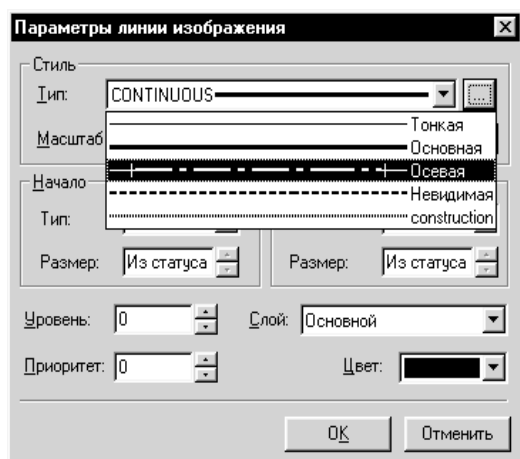 Параметры линии изображения
Стиль
Тип: CONTINUOUS
Масштаб
Тонкая
Основная
Осевая
Невидимая
construction
Начало
Тип:
Размер: Из статуса Размер: Из статуса
Уровень: 0 Слой: Основной
Приоритет: 0 Цвет:
OK Отменить